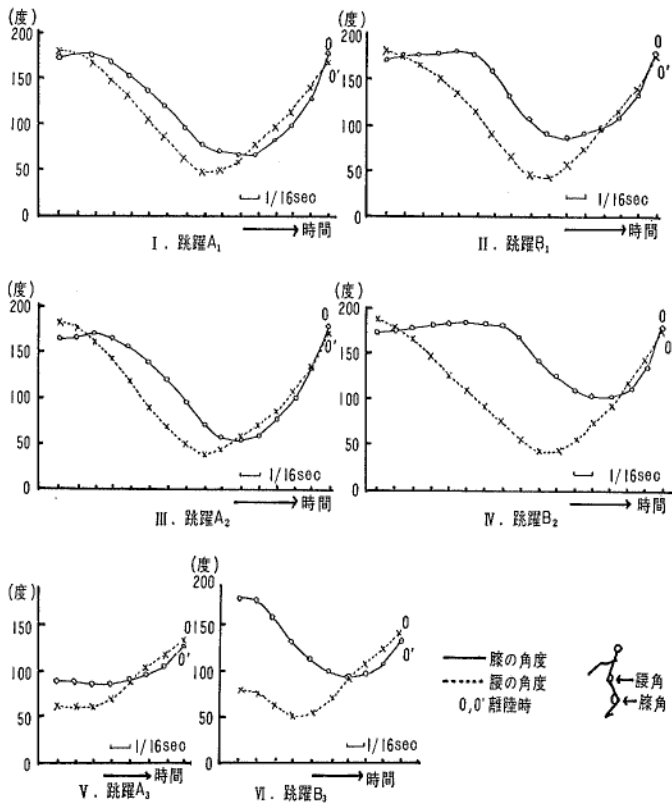 (度)
200
150
100
50
0
0
0'
1/16sec
時間
I. 跳躍A₁
(度)
200
150
100
50
0
0
0'
1/16sec
時間
II. 跳躍B₁
(度)
200
150
100
50
0
0
0'
1/16sec
時間
III. 跳躍A₂
(度)
200
150
100
50
0
0
0
1/16sec
時間
IV. 跳躍B₂
(度)
150
100
50
0
0
0'
1/16sec
時間
V. 跳躍A₃
(度)
200
150
100
50
0
0
0'
1/16sec
時間
VI. 跳躍B₃
膝の角度
腰の角度
0,0' 離陸時
腰角
膝角